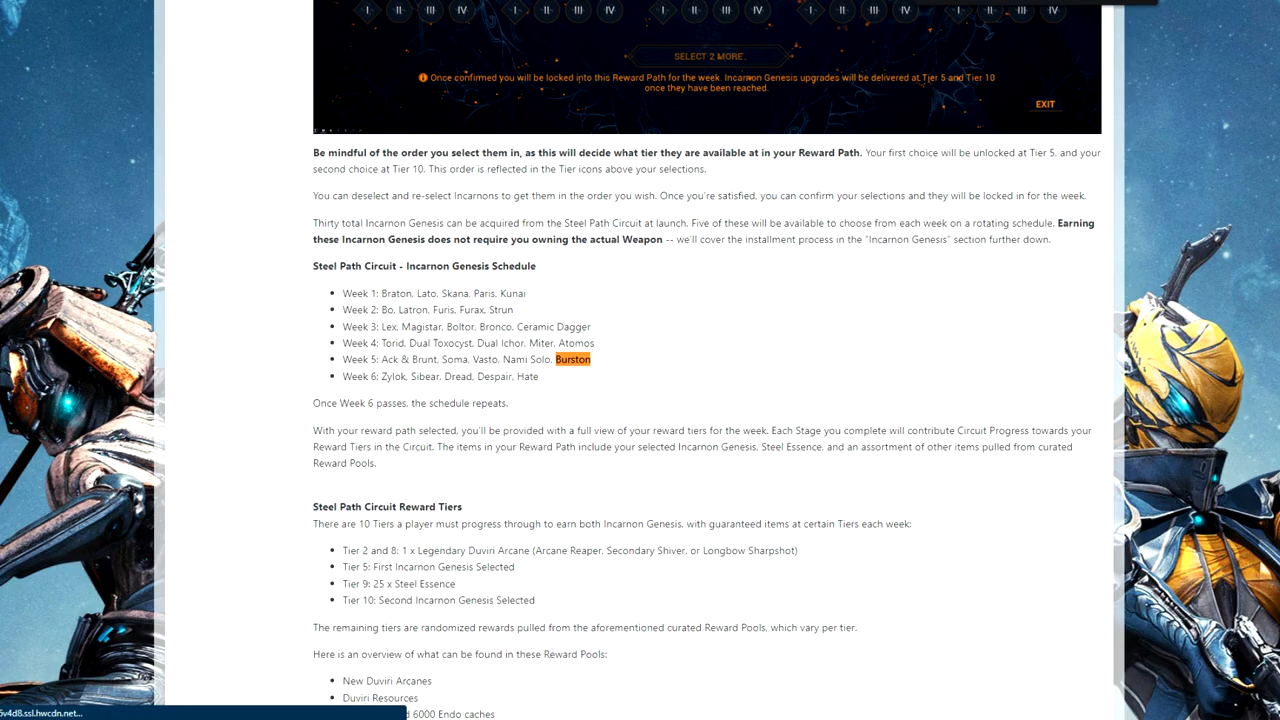 I II III IV I II III IV I II III IV I II III IV I II III IV
SELECT 2 MORE.
Once confirmed you will be locked into this Reward Path for the week. Incarnon Genesis upgrades will be delivered at Tier 5 and Tier 10
once they have been reached.
EXIT
Be mindful of the order you select them in, as this will decide what tier they are available at in your Reward Path. Your first choice will be unlocked at Tier 5, and your
second choice at Tier 10. This order is reflected in the Tier icons above your selections.
You can deselect and re-select Incarnons to get them in the order you wish. Once you're satisfied, you can confirm your selections and they will be locked in for the week.
Thirty total Incarnon Genesis can be acquired from the Steel Path Circuit at launch. Five of these will be available to choose from each week on a rotating schedule. Earning
these Incarnon Genesis does not require you owning the actual Weapon -- we'll cover the installment process in the "Incarnon Genesis" section further down.
Steel Path Circuit - Incarnon Genesis Schedule
Week 1: Braton, Lato, Skana, Paris, Kunai
Week 2: Bo, Latron, Furis, Furax, Strun
Week 3: Lex, Magistar, Boltor, Bronco, Ceramic Dagger
Week 4: Torid, Dual Toxocyst, Dual Ichor, Miter, Atomos
Week 5: Ack & Brunt, Soma, Vasto, Nami Solo, Burston
Week 6: Zylok, Sibear, Dread, Despair, Hate
Once Week 6 passes, the schedule repeats.
With your reward path selected, you'll be provided with a full view of your reward tiers for the week. Each Stage you complete will contribute Circuit Progress towards your
Reward Tiers in the Circuit. The items in your Reward Path include your selected Incarnon Genesis, Steel Essence, and an assortment of other items pulled from curated
Reward Pools.
Steel Path Circuit Reward Tiers
There are 10 Tiers a player must progress through to earn both Incarnon Genesis, with guaranteed items at certain Tiers each week:
Tier 2 and 8: 1 x Legendary Duviri Arcane (Arcane Reaper, Secondary Shiver, or Longbow Sharpshot)
Tier 5: First Incarnon Genesis Selected
Tier 9: 25 x Steel Essence
Tier 10: Second Incarnon Genesis Selected
The remaining tiers are randomized rewards pulled from the aforementioned curated Reward Pools, which vary per tier.
Here is an overview of what can be found in these Reward Pools:
New Duviri Arcanes
Duviri Resources
6000 Endo caches
v4d8.ssl.hwcdn.net...